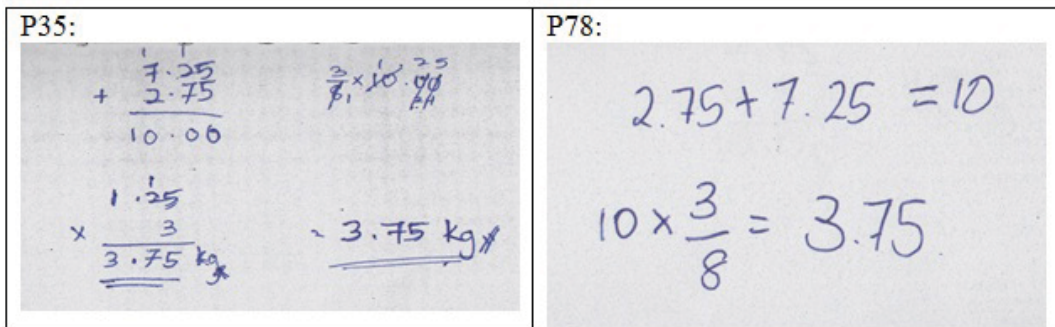 P35:
7.25
+ 2.75
10.00
3/8 × 10.00
1.25
× 3
3.75 kg
= 3.75 kg
P78:
2.75 + 7.25 = 10
10 × 3/8 = 3.75